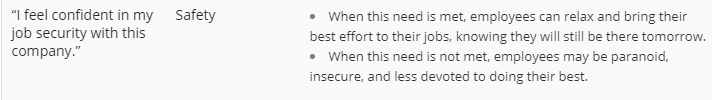 “I feel confident in my
job security with this
company.”
Safety
• When this need is met, employees can relax and bring their
best effort to their jobs, knowing they will still be there tomorrow.
• When this need is not met, employees may be paranoid,
insecure, and less devoted to doing their best.